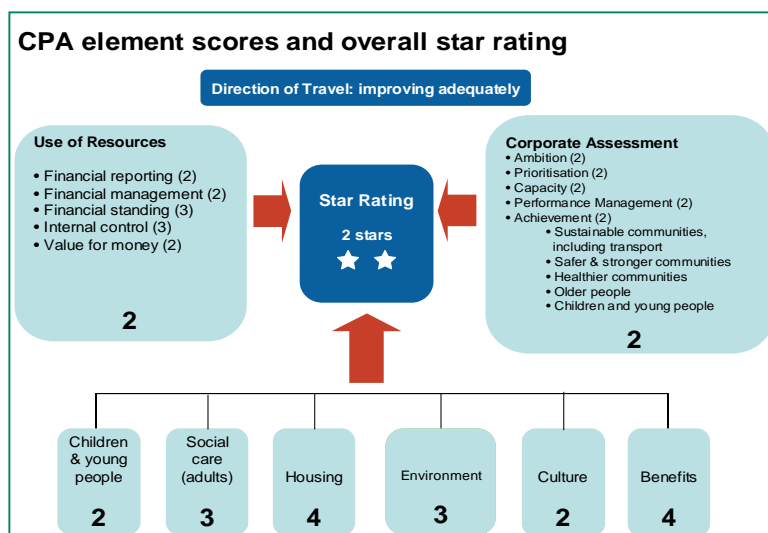 CPA element scores and overall star rating
Direction of Travel: improving adequately
Use of Resources
• Financial reporting (2)
• Financial management (2)
• Financial standing (3)
• Internal control (3)
• Value for money (2)
2
Star Rating
2 stars
Corporate Assessment
• Ambition (2)
• Prioritisation (2)
• Capacity (2)
• Performance Management (2)
• Achievement (2)
• Sustainable communities,
including transport
• Safer & stronger communities
• Healthier communities
• Older people
• Children and young people
2
Children
& young
people
2
Social
care
(adults)
3
Housing
4
Environment
3
Culture
2
Benefits
4